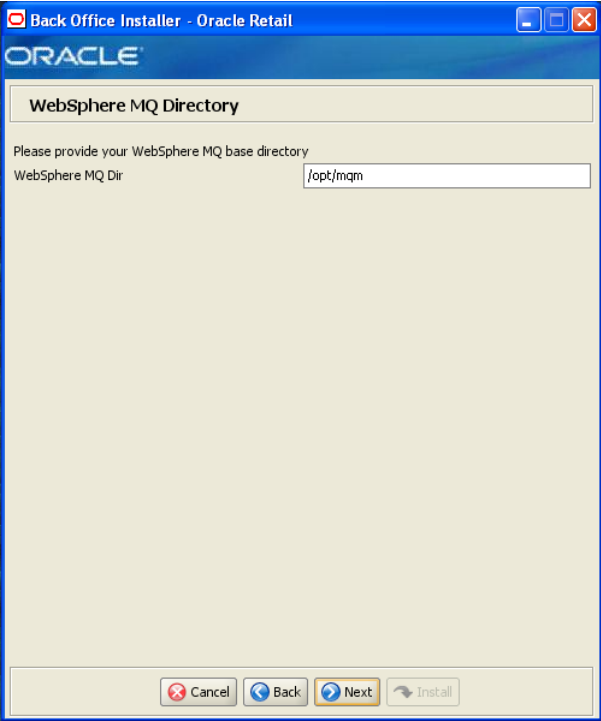 Back Office Installer - Oracle Retail
ORACLE
WebSphere MQ Directory
Please provide your WebSphere MQ base directory
WebSphere MQ Dir /opt/mqm
Cancel Back Next Install